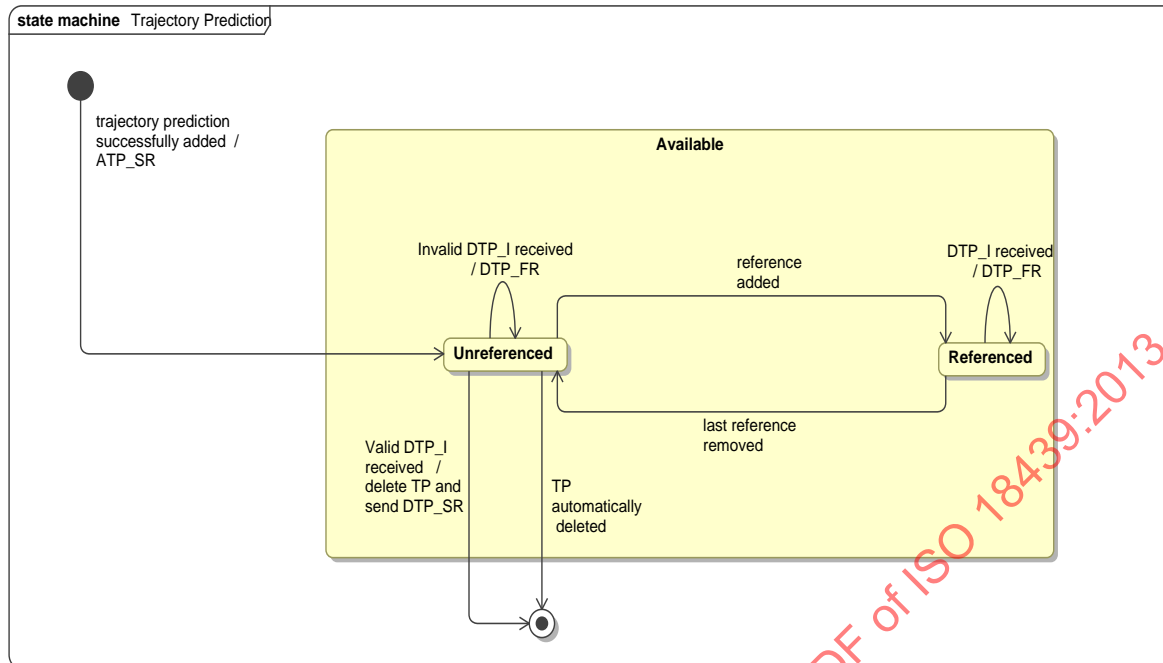 state machine Trajectory Prediction
trajectory prediction
successfully added /
ATP_SR
Available
Invalid DTP_I received
/ DTP_FR
reference
added
DTP_I received
/ DTP_FR
Unreferenced
Referenced
last reference
removed
Valid DTP_I
received /
delete TP and
send DTP_SR
TP
automatically
deleted
DF of ISO 18439:2013